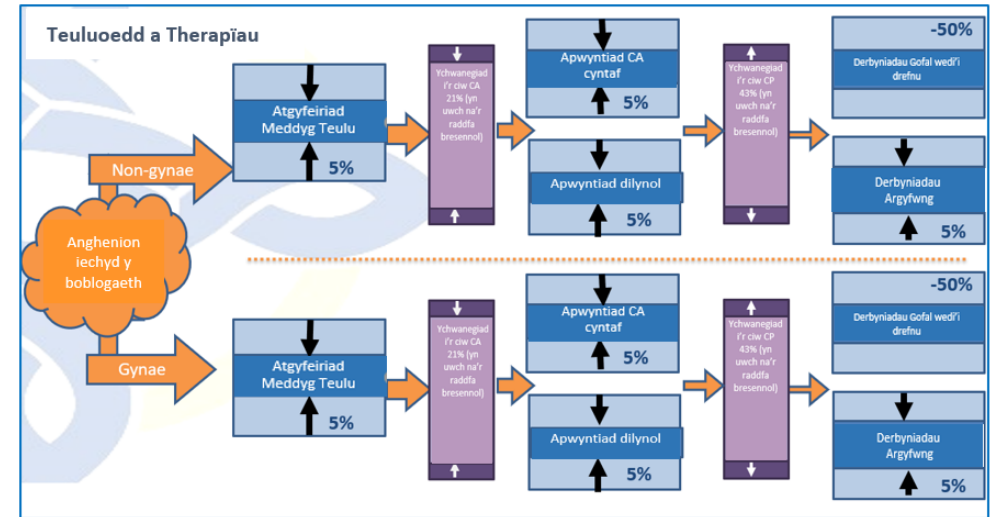 Teuluoedd a Therapïau
Non-gynae
Anghenion
iechyd y
boblogaeth
Gynae
Atgyfeiriad
Meddyg Teulu
5%
Ychwanegiad
i'r ciw CA
21% (yn
uwch na'r
raddfa
bresennol)
Apwyntiad CA
cyntaf
5%
Apwyntiad dilynol
5%
Ychwanegiad
i'r ciw CP
43% (yn
uwch na'r
raddfa
bresennol)
-50%
Derbyniadau Gofal wedi'i
drefnu
Derbyniadau
Argyfwng
5%
Atgyfeiriad
Meddyg Teulu
5%
Ychwanegiad
i'r ciw CA
21% (yn
uwch na'r
raddfa
bresennol)
Apwyntiad CA
cyntaf
5%
Apwyntiad dilynol
5%
Ychwanegiad
i'r ciw CP
43% (yn
uwch na'r
raddfa
bresennol)
-50%
Derbyniadau Gofal wedi'i
drefnu
Derbyniadau
Argyfwng
5%